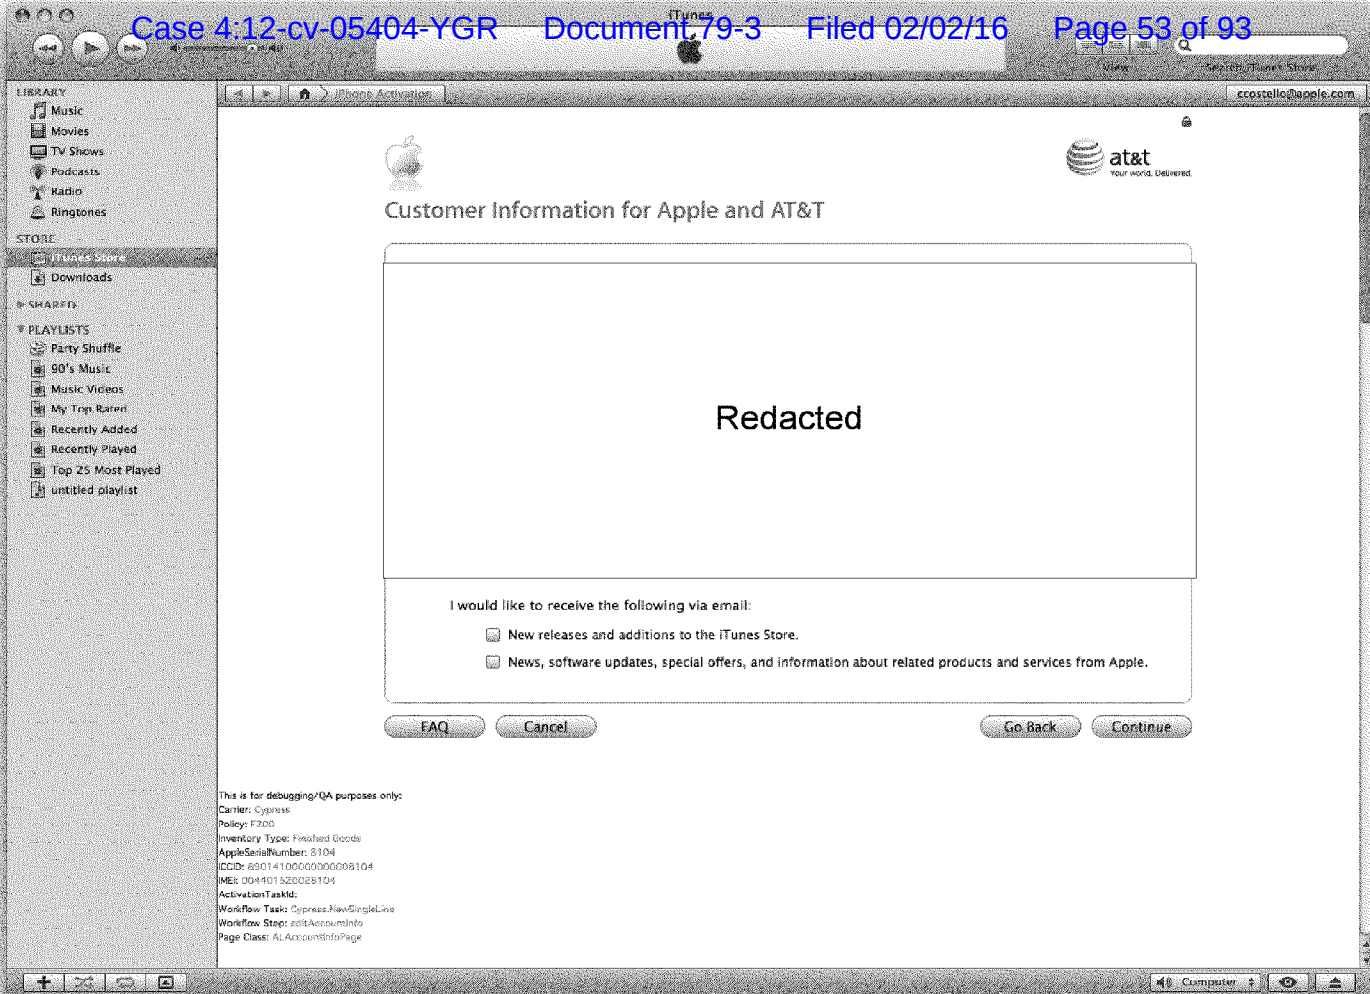 iTunes
Case 4:12-cv-05404-YGR Document 79-3 Filed 02/02/16 Page 53 of 93
View
Search iTunes Store
LIBRARY
Music
Movies
TV Shows
Podcasts
Radio
Ringtones
STORE
iTunes Store
Downloads
SHARED
PLAYLISTS
Party Shuffle
90's Music
Music Videos
My Top Rated
Recently Added
Recently Played
Top 25 Most Played
untitled playlist
iPhone Activation
ccostello@apple.com
at&t
Your world. Delivered.
Customer Information for Apple and AT&T
Redacted
I would like to receive the following via email:
New releases and additions to the iTunes Store.
News, software updates, special offers, and information about related products and services from Apple.
FAQ Cancel Go Back Continue
This is for debugging/QA purposes only:
Carrier: Cypress
Policy: F200
Inventory Type: Finished Goods
AppleSerialNumber: 8104
ICCID: 89014100000000008104
IMEI: 004401520028104
ActivationTaskId:
Workflow Task: Cypress.NewSingleLine
Workflow Step: editAccountInfo
Page Class: ALAccountInfoPage
Computer